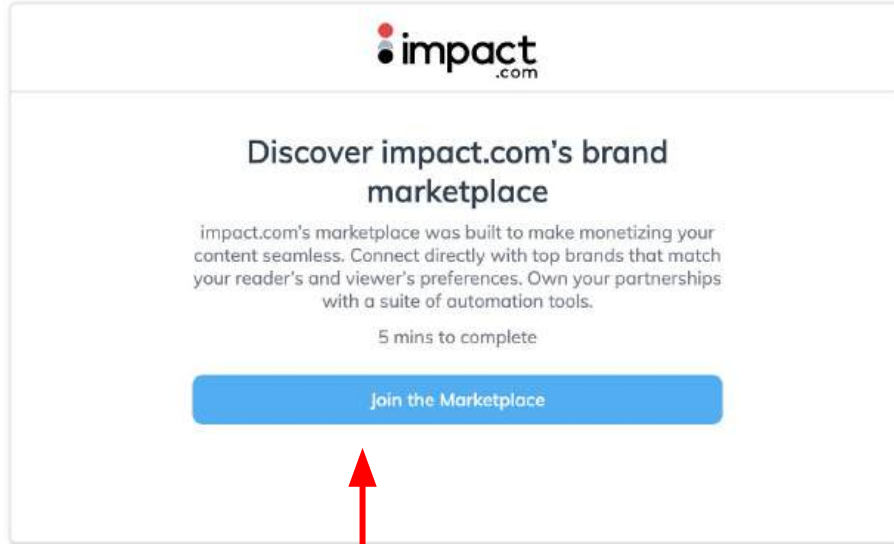 impact
.com
Discover impact.com's brand
marketplace
impact.com's marketplace was built to make monetizing your
content seamless. Connect directly with top brands that match
your reader's and viewer's preferences. Own your partnerships
with a suite of automation tools.
5 mins to complete
Join the Marketplace